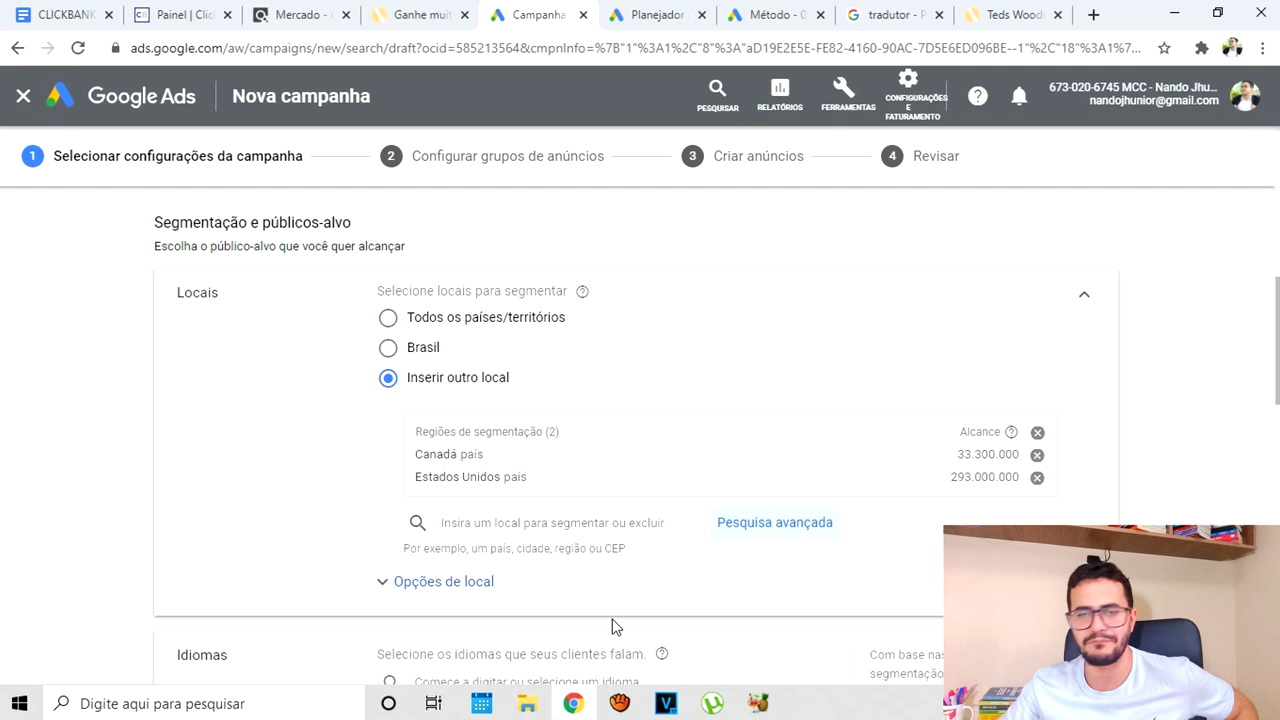 CLICKBANK
Painel | Clic
Mercado - C
Ganhe muit
Campanha
Planejador
Método - 0
tradutor - P
Teds Wood
ads.google.com/aw/campaigns/new/search/draft?ocid=585213564&cmpnInfo=%7B"1"%3A1%2C"8"%3A"aD19E2E5E-FE82-4160-90AC-7D5E6ED096BE--1"%2C"18"%3A1%7...
Google Ads
Nova campanha
PESQUISAR
RELATÓRIOS
FERRAMENTAS
CONFIGURAÇÕES
E
FATURAMENTO
673-020-6745 MCC - Nando Jhu...
nandojhunior@gmail.com
1 Selecionar configurações da campanha
2 Configurar grupos de anúncios
3 Criar anúncios
4 Revisar
Segmentação e públicos-alvo
Escolha o público-alvo que você quer alcançar
Locais
Selecione locais para segmentar
Todos os países/territórios
Brasil
Inserir outro local
Regiões de segmentação (2) Alcance
Canadá país 33.300.000
Estados Unidos país 293.000.000
Insira um local para segmentar ou excluir
Pesquisa avançada
Por exemplo, um país, cidade, região ou CEP
Opções de local
Idiomas
Selecione os idiomas que seus clientes falam.
Com base nas
segmentação
Comece a digitar ou selecione um idioma
Digite aqui para pesquisar